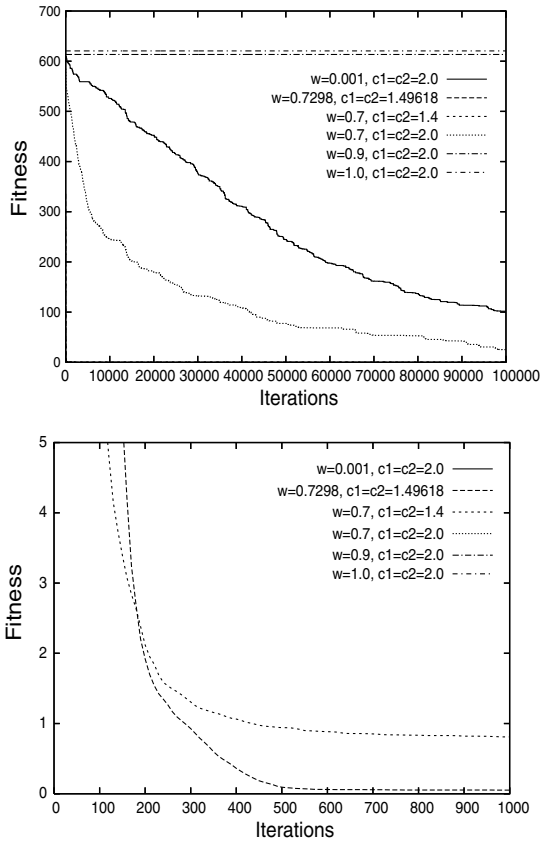 700
600
500
400
300
200
100
0
Fitness
w=0.001, c1=c2=2.0
w=0.7298, c1=c2=1.49618
w=0.7, c1=c2=1.4
w=0.7, c1=c2=2.0
w=0.9, c1=c2=2.0
w=1.0, c1=c2=2.0
0 10000 20000 30000 40000 50000 60000 70000 80000 90000 100000
Iterations
5
4
3
2
1
0
Fitness
w=0.001, c1=c2=2.0
w=0.7298, c1=c2=1.49618
w=0.7, c1=c2=1.4
w=0.7, c1=c2=2.0
w=0.9, c1=c2=2.0
w=1.0, c1=c2=2.0
0 100 200 300 400 500 600 700 800 900 1000
Iterations